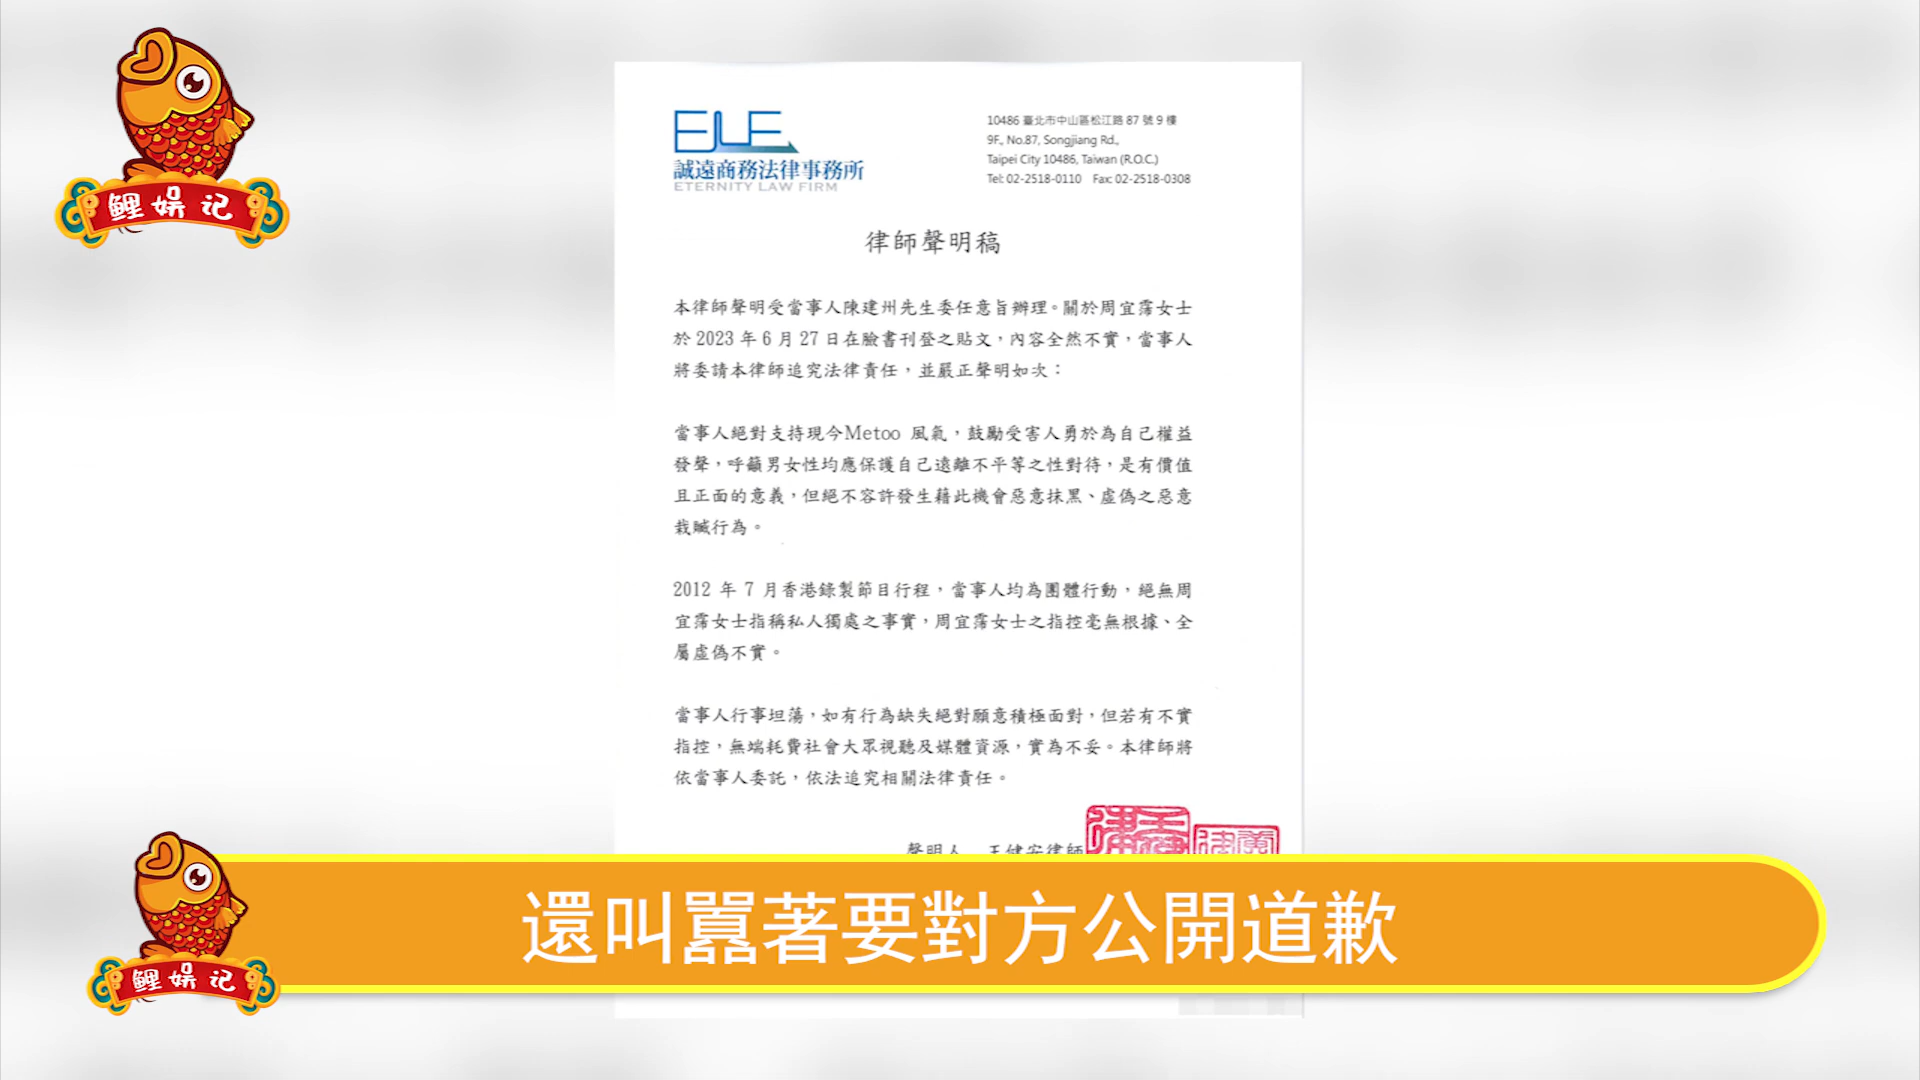 鲤娱记
ELE
誠遠商務法律事務所
ETERNITY LAW FIRM
10486 臺北市中山區松江路 87 號 9 樓
9F., No.87, Songjiang Rd.,
Taipei City 10486, Taiwan (R.O.C.)
Tel: 02-2518-0110 Fax: 02-2518-0308
律師聲明稿
本律師聲明受當事人陳建州先生委任意旨辦理。關於周宜霈女士
於 2023 年 6 月 27 日在臉書刊登之貼文，內容全然不實，當事人
將委請本律師追究法律責任，並嚴正聲明如次：
當事人絕對支持現今Metoo 風氣，鼓勵受害人勇於為自己權益
發聲，呼籲男女性均應保護自己遠離不平等之性對待，是有價值
且正面的意義，但絕不容許發生藉此機會惡意抹黑、虛偽之惡意
栽贓行為。
2012 年 7 月香港錄製節目行程，當事人均為團體行動，絕無周
宜霈女士指稱私人獨處之事實，周宜霈女士之指控毫無根據、全
屬虛偽不實。
當事人行事坦蕩，如有行為缺失絕對願意積極面對，但若有不實
指控，無端耗費社會大眾視聽及媒體資源，實為不妥。本律師將
依當事人委託，依法追究相關法律責任。
聲明人 王健安律師
還叫囂著要對方公開道歉
鲤娱记